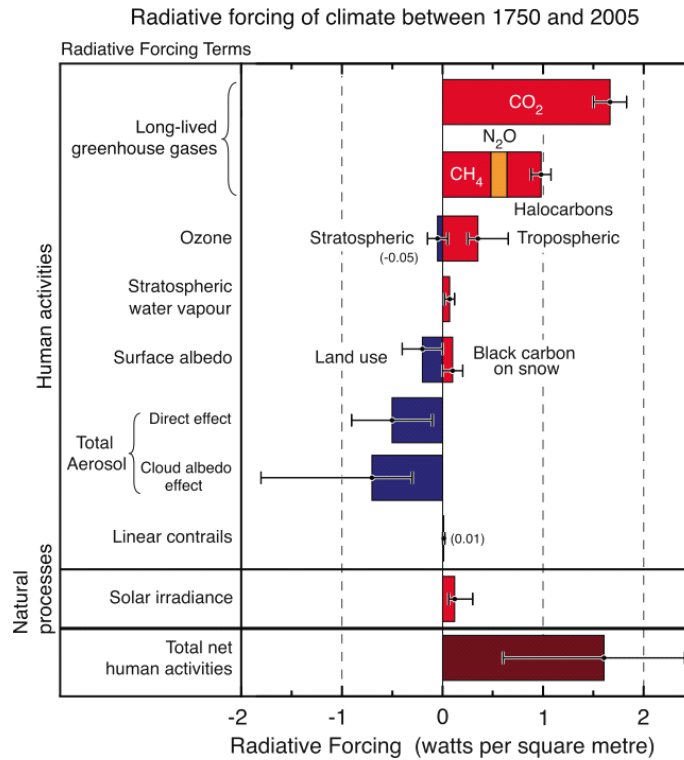 Radiative forcing of climate between 1750 and 2005
Radiative Forcing Terms
Human activities
Long-lived
greenhouse gases
CO₂
N₂O
CH₄
Halocarbons
Ozone
Stratospheric
(-0.05)
Tropospheric
Stratospheric
water vapour
Surface albedo
Land use
Black carbon
on snow
Total
Aerosol
Direct effect
Cloud albedo
effect
Linear contrails
(0.01)
Natural
processes
Solar irradiance
Total net
human activities
-2 -1 0 1 2
Radiative Forcing (watts per square metre)